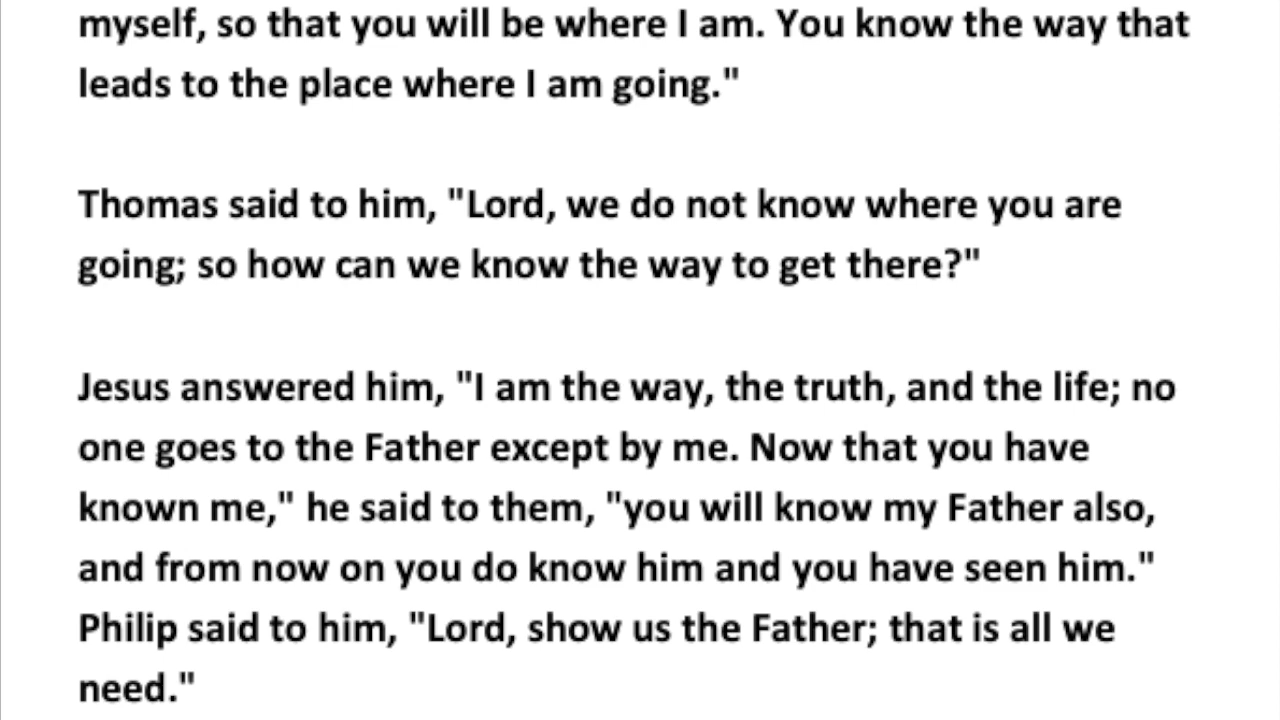 myself, so that you will be where I am. You know the way that
leads to the place where I am going."
Thomas said to him, "Lord, we do not know where you are
going; so how can we know the way to get there?"
Jesus answered him, "I am the way, the truth, and the life; no
one goes to the Father except by me. Now that you have
known me," he said to them, "you will know my Father also,
and from now on you do know him and you have seen him."
Philip said to him, "Lord, show us the Father; that is all we
need."